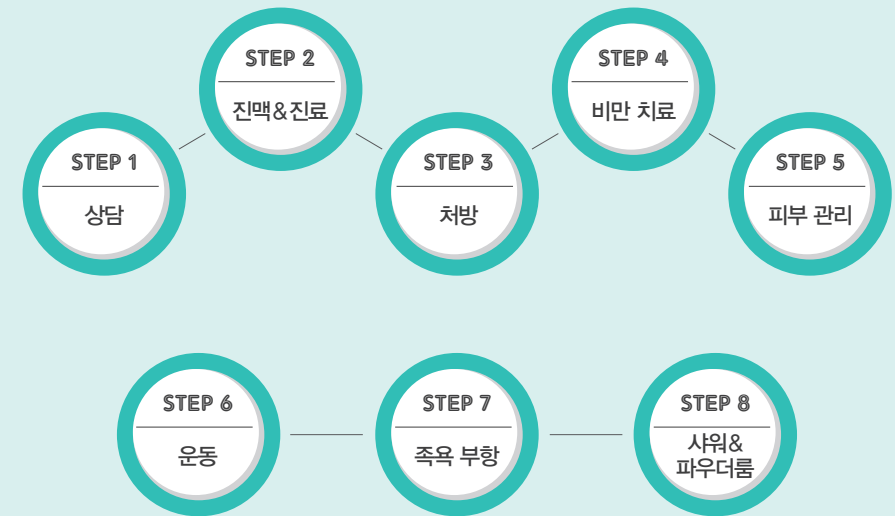 STEP 1
상담
STEP 2
진맥&진료
STEP 3
처방
STEP 4
비만 치료
STEP 5
피부 관리
STEP 6
운동
STEP 7
족욕 부항
STEP 8
샤워&
파우더룸